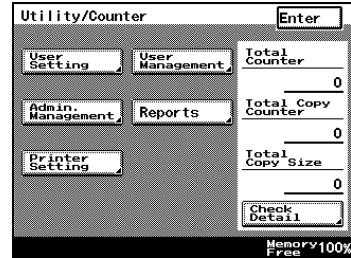 Utility/Counter
Enter
User
Setting
User
Management
Admin.
Management
Reports
Printer
Setting
Total
Counter
0
Total Copy
Counter
0
Total
Copy Size
0
Check
Detail
Memory
Free 100%